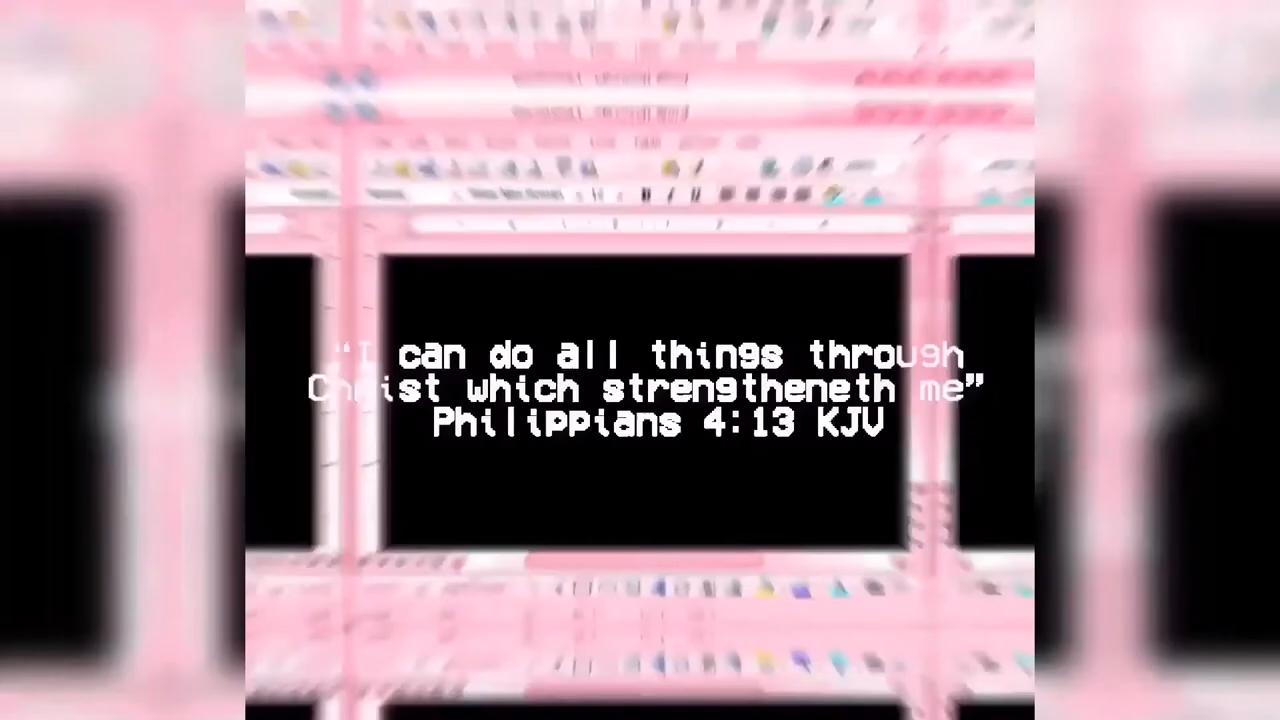 “I can do all things through
Christ which strengtheneth me”
Philippians 4:13 KJV